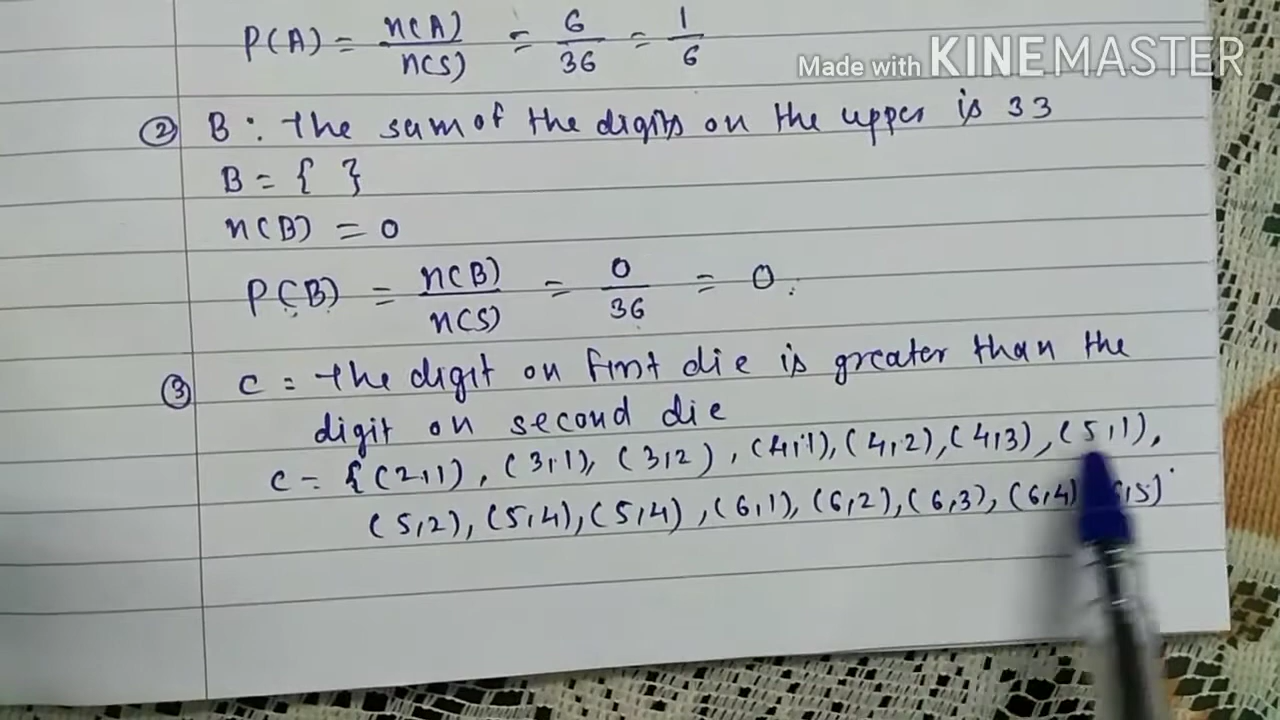 P(A) = n(A) / n(S) = 6 / 36 = 1 / 6
Made with KINEMASTER
② B : the sum of the digits on the upper is 33
B = { }
n(B) = 0
P(B) = n(B) / n(S) = 0 / 36 = 0.
③ C = the digit on first die is greater than the
digit on second die
C = {(2,1), (3,1), (3,2), (4,1), (4,2), (4,3), (5,1),
(5,2), (5,4), (5,4), (6,1), (6,2), (6,3), (6,4) ,5)